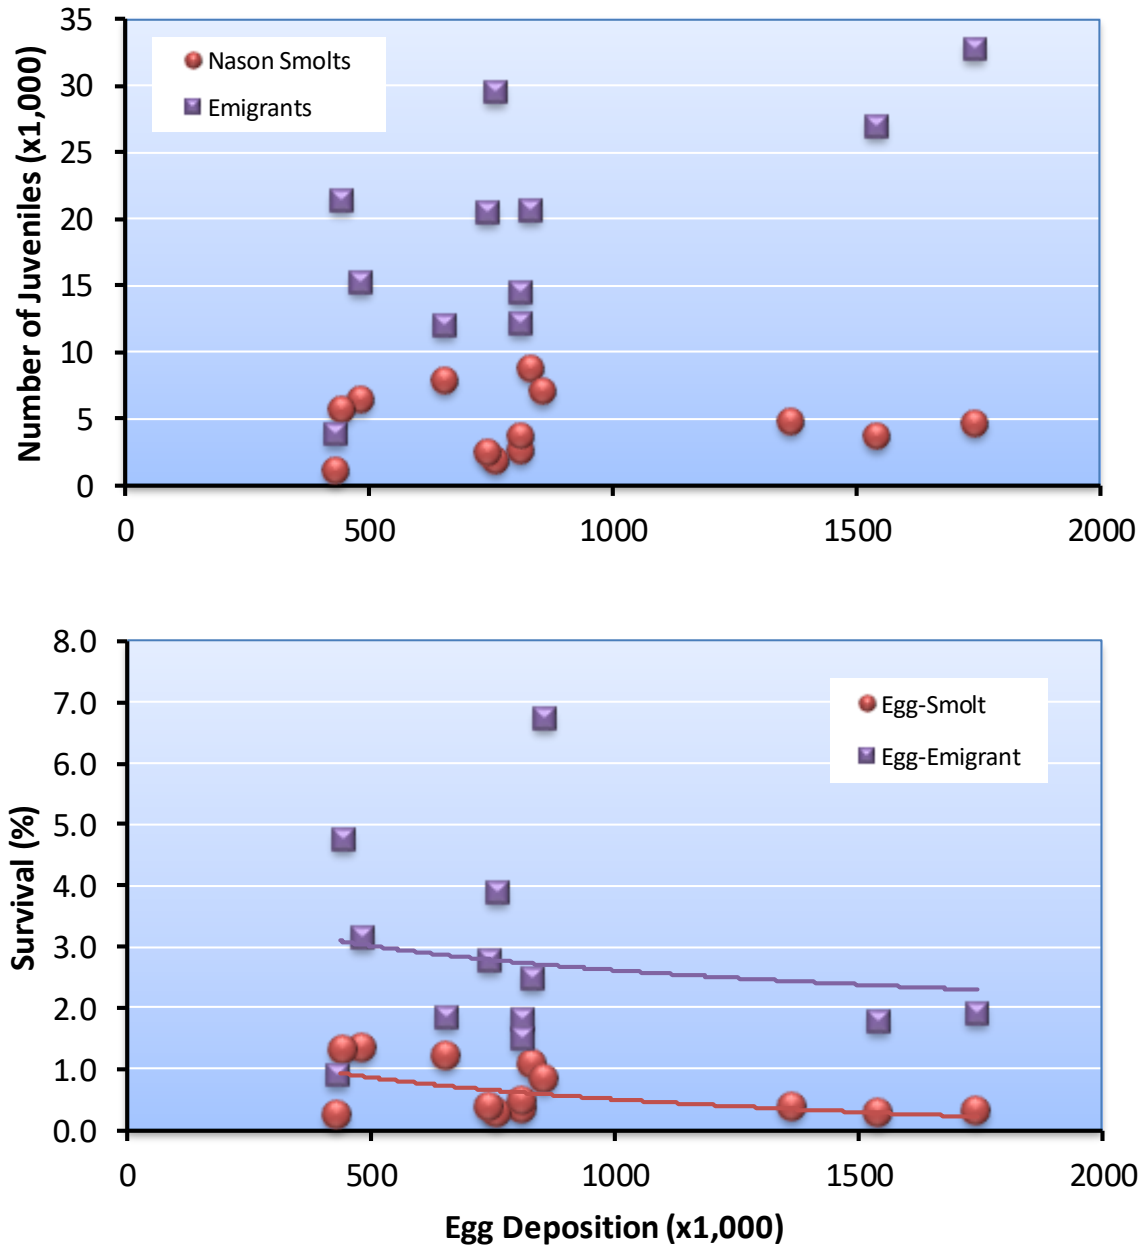 Number of Juveniles (x1,000)
35
30
25
20
15
10
5
0
Nason Smolts
Emigrants
0 500 1000 1500 2000
Survival (%)
8.0
7.0
6.0
5.0
4.0
3.0
2.0
1.0
0.0
Egg-Smolt
Egg-Emigrant
0 500 1000 1500 2000
Egg Deposition (x1,000)